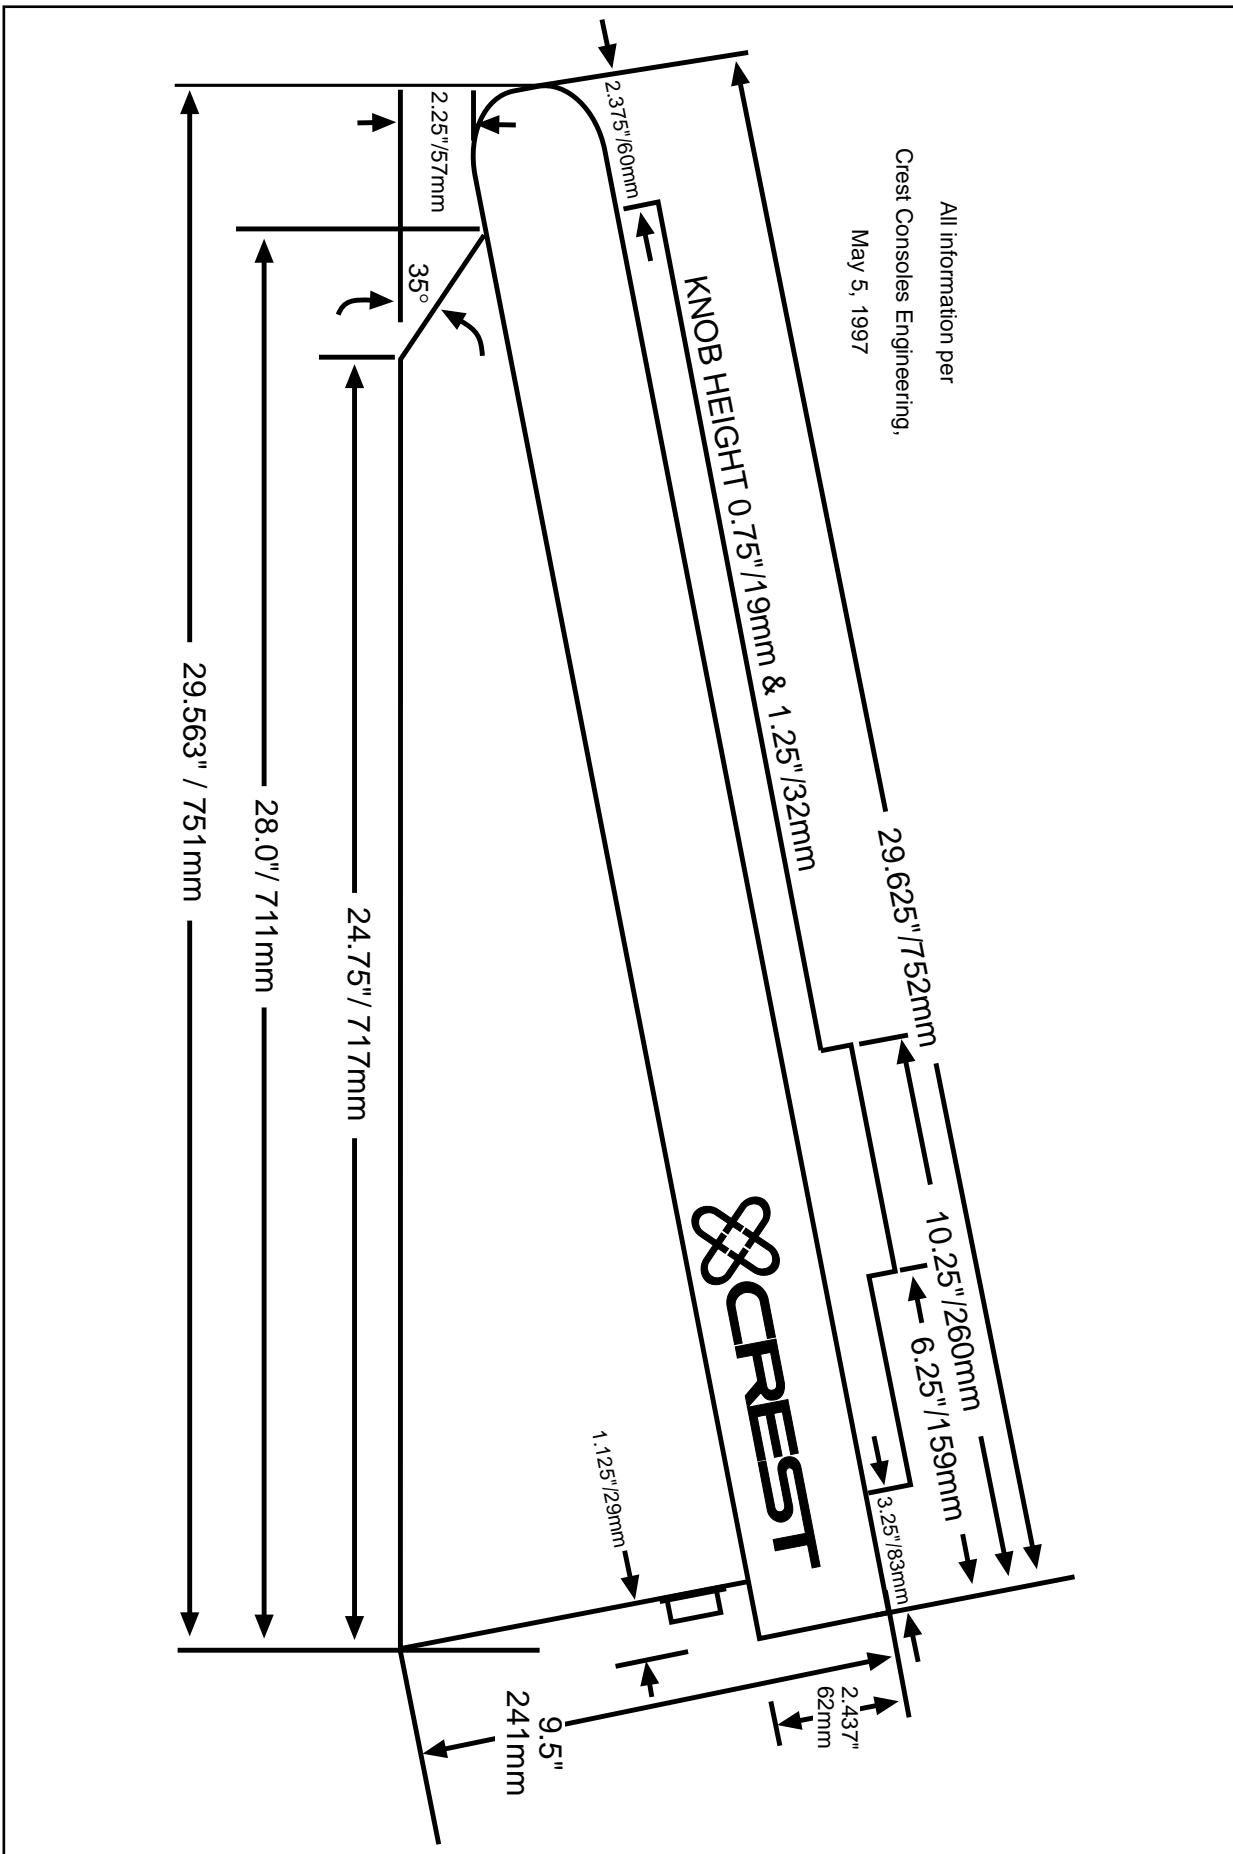 All information per
Crest Consoles Engineering,
May 5, 1997
29.625"/752mm
10.25"/260mm
6.25"/159mm
3.25"/83mm
2.375"/60mm
KNOB HEIGHT 0.75"/19mm & 1.25"/32mm
CREST
2.437"
62mm
9.5"
241mm
1.125"/29mm
2.25"/57mm
35°
24.75"/ 717mm
28.0"/ 711mm
29.563" / 751mm